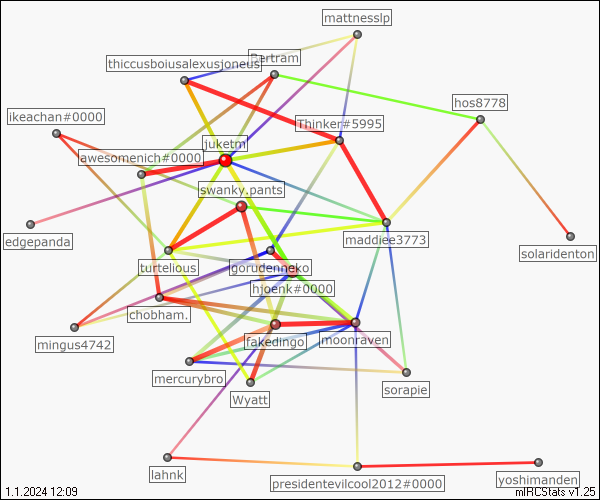 mattnesslp
thiccusboiusalexusjoneus
Bertram
hos8778
ikeachan#0000
Thinker#5995
juketm
awesomenich#0000
swanky.pants
edgepanda
maddiee3773
solaridenton
turtelious
gorudenneko
hjoenk#0000
chobham.
mingus4742
fakedingo
moonraven
mercurybro
sorapie
Wyatt
lahnk
presidentevilcool2012#0000
yoshimanden
1.1.2024 12:09
mIRCStats v1.25